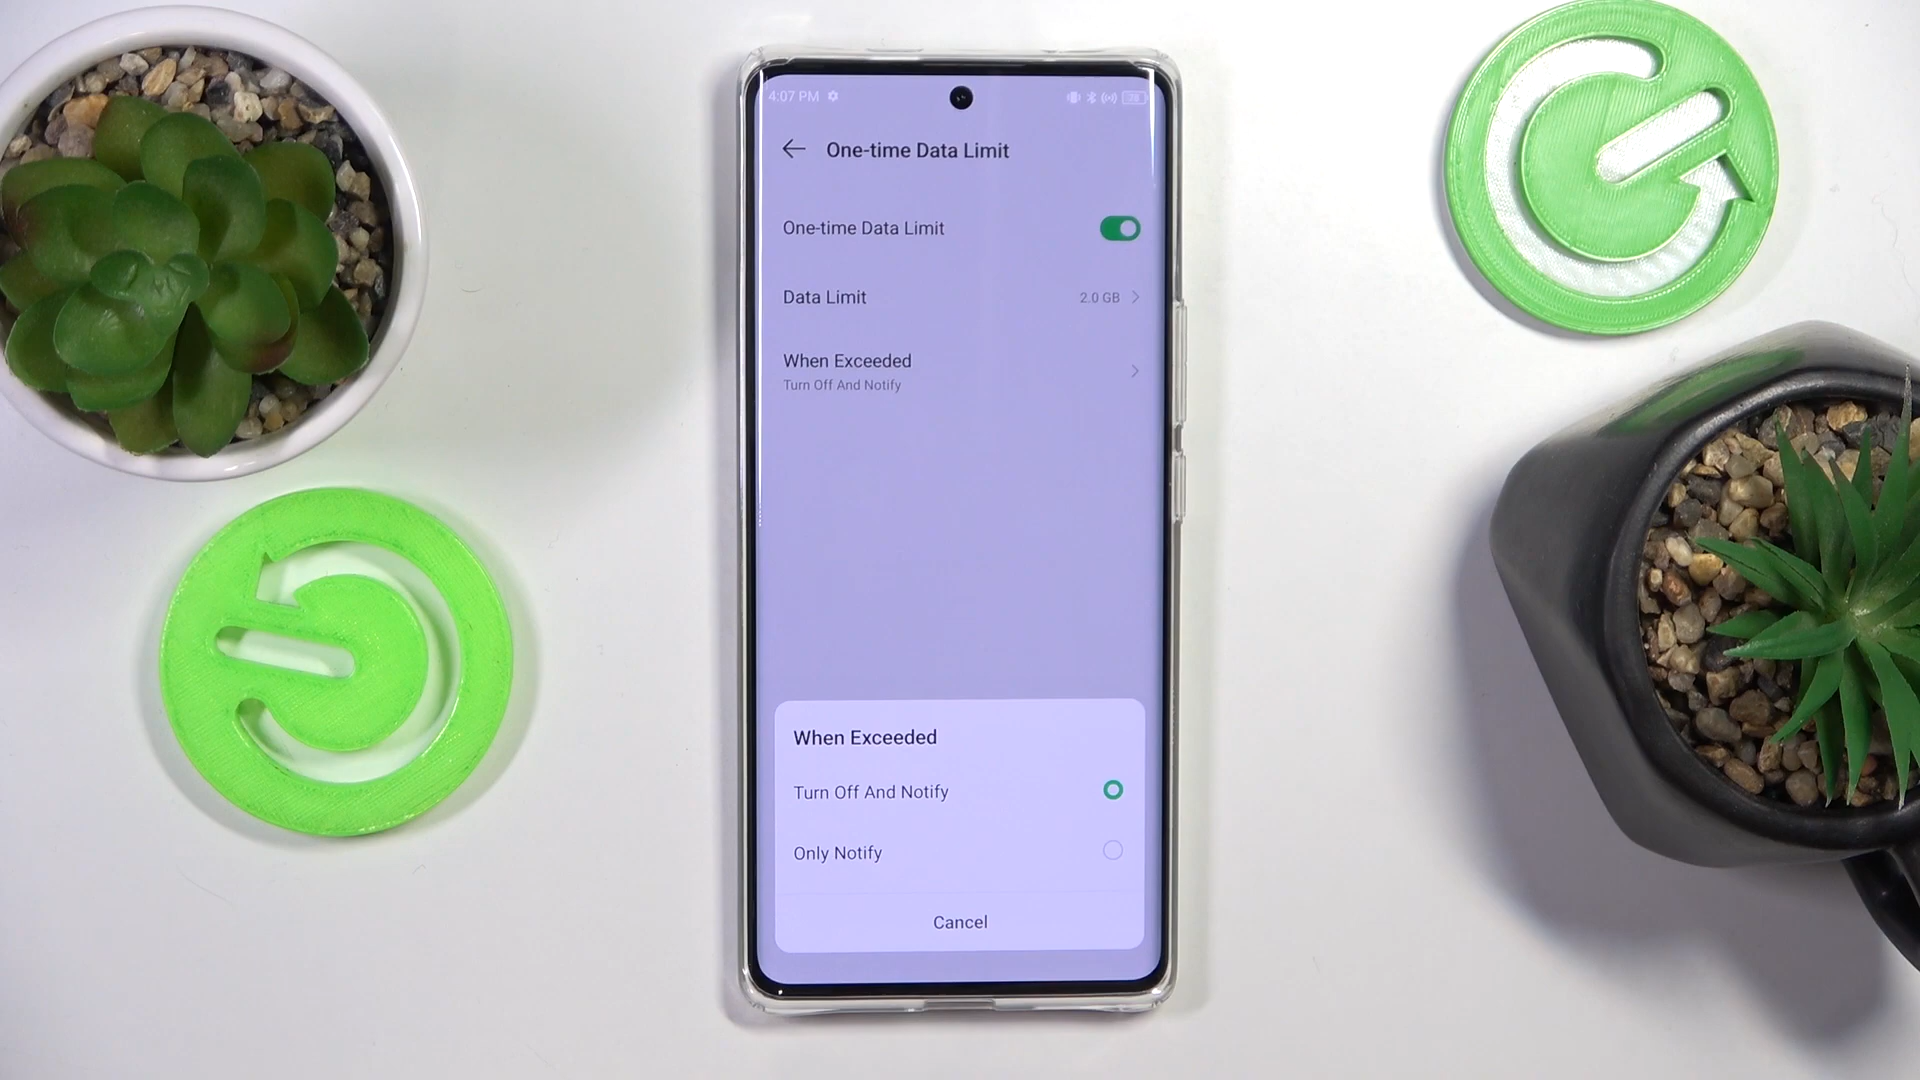 4:07 PM
One-time Data Limit
One-time Data Limit
Data Limit 2.0 GB
When Exceeded
Turn Off And Notify
When Exceeded
Turn Off And Notify
Only Notify
Cancel